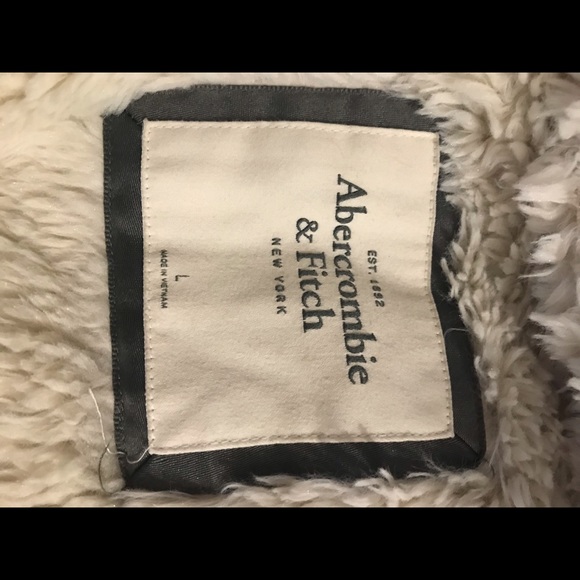 EST. 1892
Abercrombie
& Fitch
NEW YORK
L
MADE IN VIETNAM